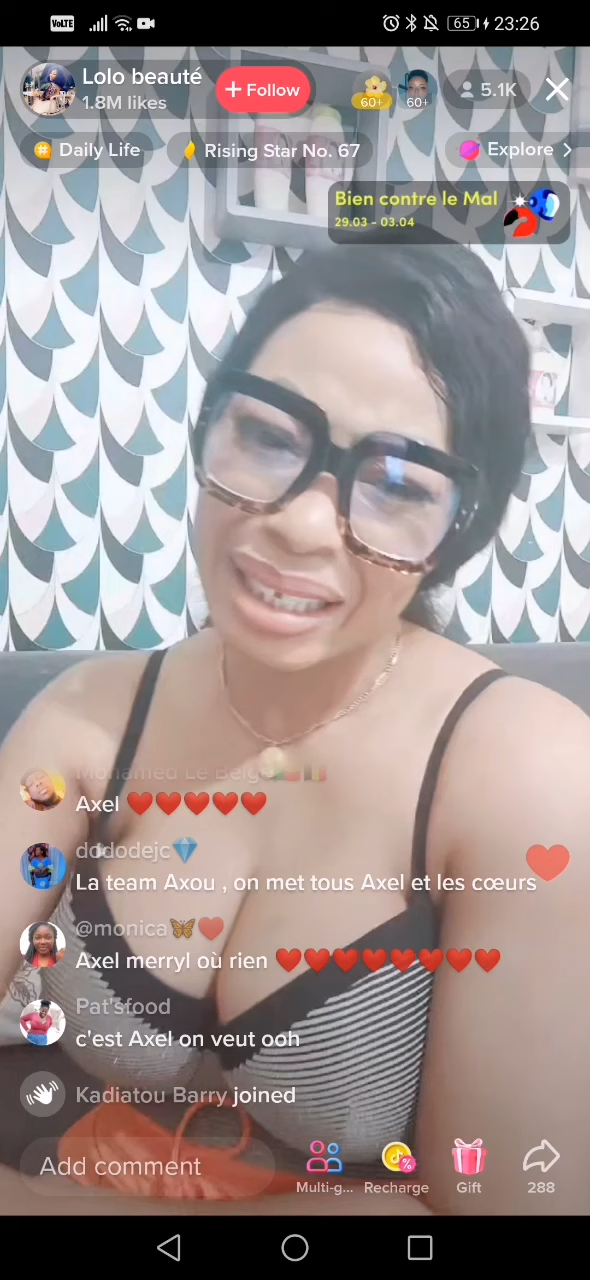 VoLTE
65
23:26
Lolo beauté
1.8M likes
+ Follow
60+
60+
5.1K
Daily Life
Rising Star No. 67
Explore
Bien contre le Mal
29.03 - 03.04
Mohamed Le Belge
Axel ❤️❤️❤️❤️❤️
dododejc💎
La team Axou , on met tous Axel et les cœurs
@monica🦋❤️
Axel merryl où rien ❤️❤️❤️❤️❤️❤️❤️❤️
Pat'sfood
c'est Axel on veut ooh
Kadiatou Barry joined
Add comment
Multi-g...
Recharge
Gift
288